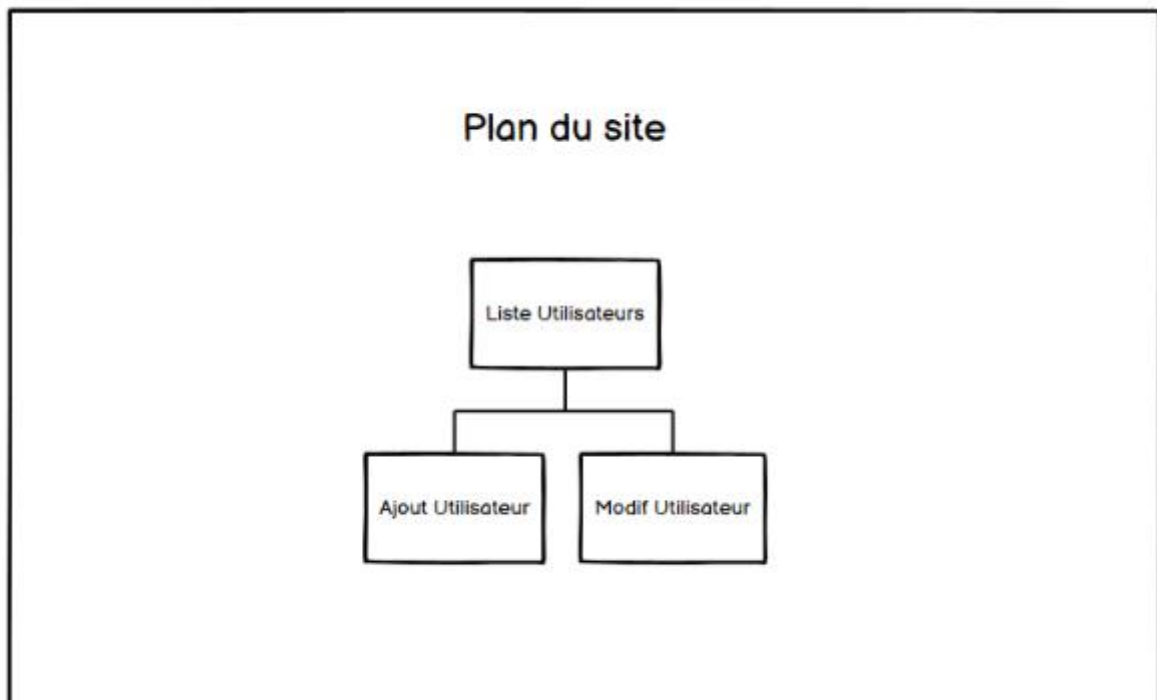 Plan du site
Liste Utilisateurs
Ajout Utilisateur
Modif Utilisateur